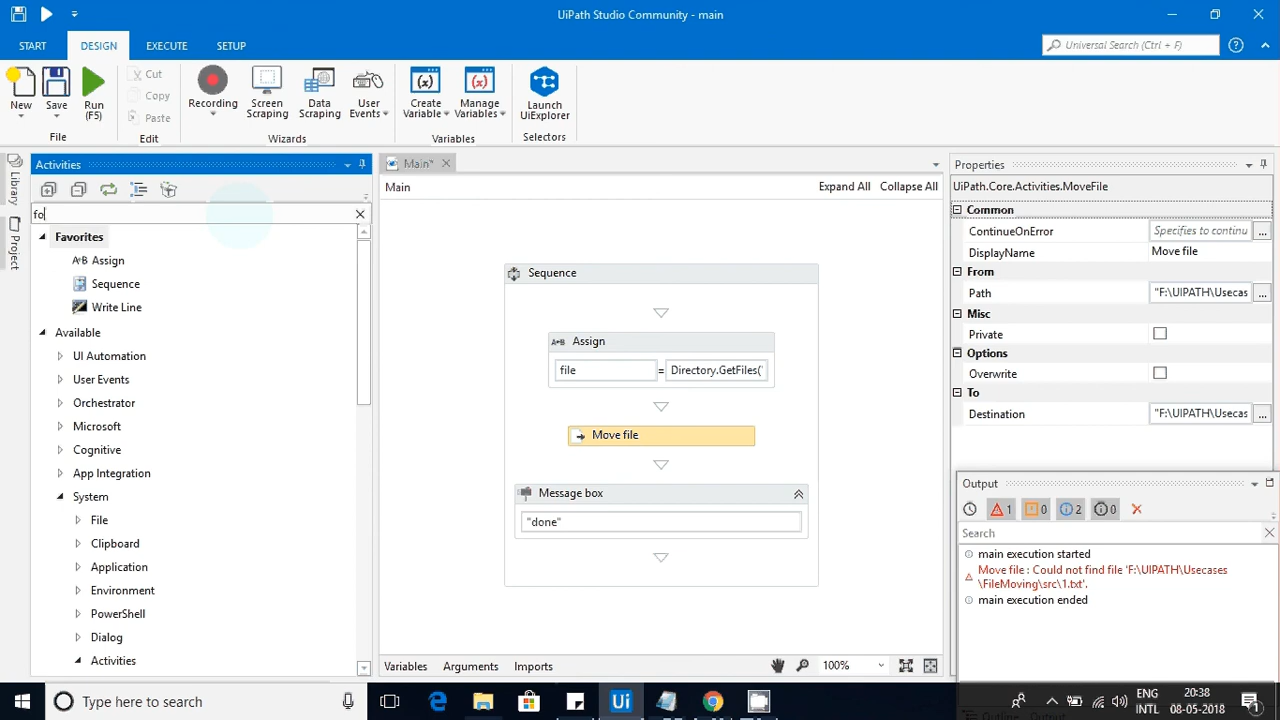 UiPath Studio Community - main
START DESIGN EXECUTE SETUP
Universal Search (Ctrl + F)
New Save Run (F5) Cut Copy Paste
Recording Screen Scraping Data Scraping User Events
Create Variable Manage Variables Launch UiExplorer
File Edit Wizards Variables Selectors
Activities
fo
Favorites
A*B Assign
Sequence
Write Line
Available
UI Automation
User Events
Orchestrator
Microsoft
Cognitive
App Integration
System
File
Clipboard
Application
Environment
PowerShell
Dialog
Activities
Library
Project
Main*
Main Expand All Collapse All
Sequence
A*B Assign
file = Directory.GetFiles('
Move file
Message box
"done"
Variables Arguments Imports 100%
Properties
UiPath.Core.Activities.MoveFile
Common
ContinueOnError Specifies to continu ...
DisplayName Move file
From
Path "F:\UIPATH\Usecas ...
Misc
Private
Options
Overwrite
To
Destination "F:\UIPATH\Usecas ...
Output
1 0 2 0
Search
main execution started
Move file : Could not find file 'F:\UIPATH\Usecases
\FileMoving\src\1.txt'.
main execution ended
Type here to search
Ui
ENG
INTL
20:38
08-05-2018
1